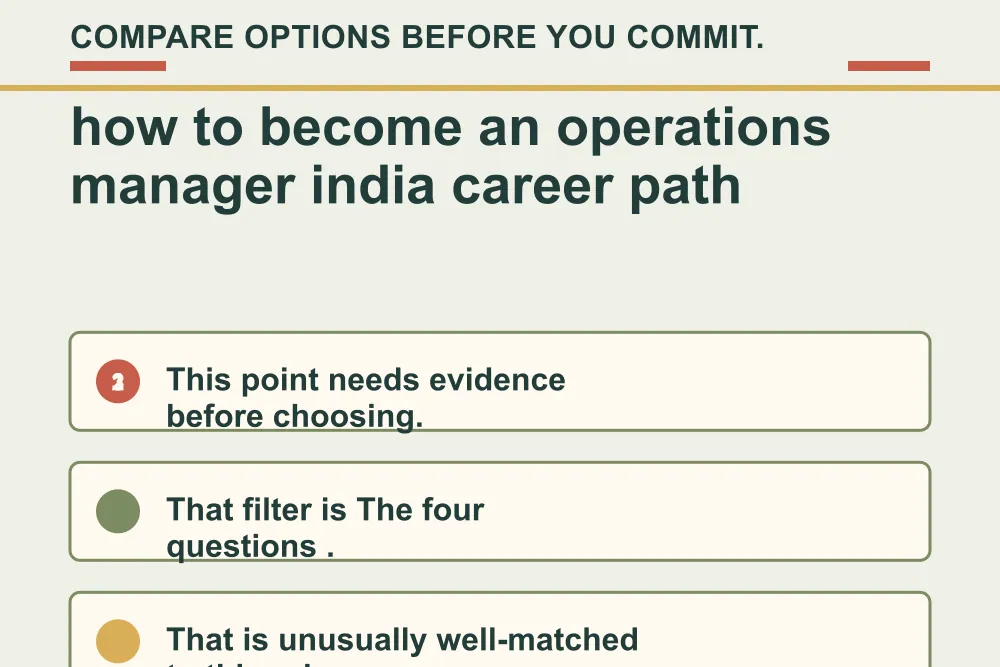 COMPARE OPTIONS BEFORE YOU COMMIT.
how to become an operations
manager india career path
This point needs evidence
before choosing.
That filter is The four
questions .
That is unusually well-matched